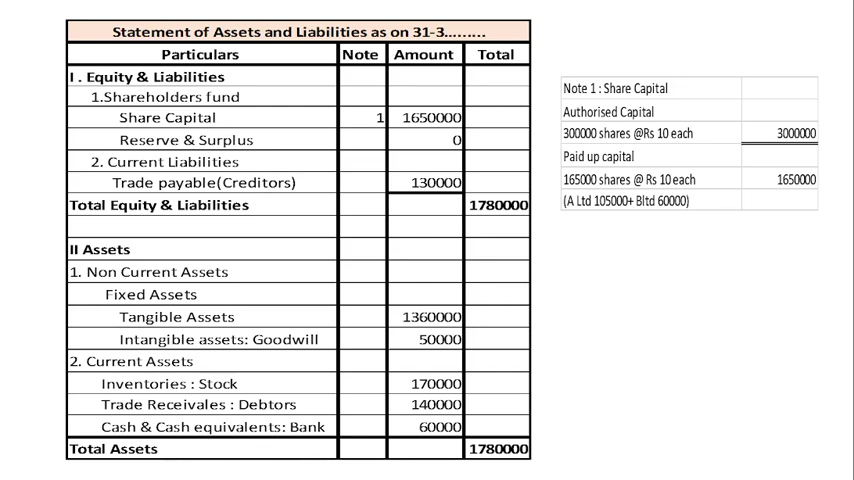 Statement of Assets and Liabilities as on 31-3.........
Particulars Note Amount Total
I . Equity & Liabilities
1.Shareholders fund
Share Capital 1 1650000
Reserve & Surplus 0
2. Current Liabilities
Trade payable(Creditors) 130000
Total Equity & Liabilities 1780000
II Assets
1. Non Current Assets
Fixed Assets
Tangible Assets 1360000
Intangible assets: Goodwill 50000
2. Current Assets
Inventories : Stock 170000
Trade Receivales : Debtors 140000
Cash & Cash equivalents: Bank 60000
Total Assets 1780000
Note 1 : Share Capital
Authorised Capital
300000 shares @Rs 10 each 3000000
Paid up capital
165000 shares @ Rs 10 each 1650000
(A Ltd 105000+ Bltd 60000)